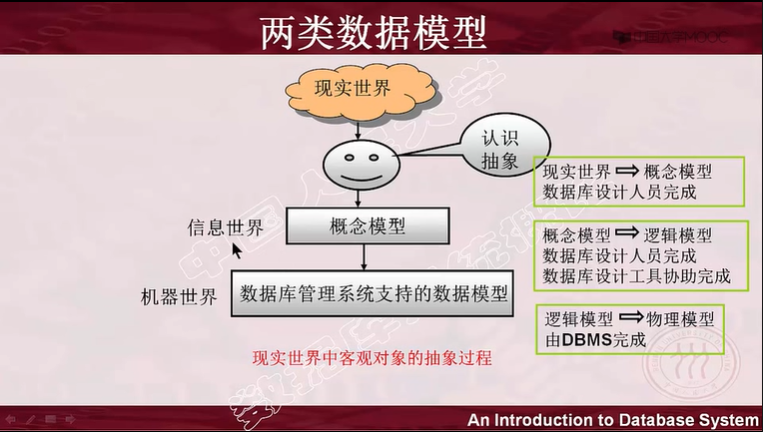 两类数据模型
中国大学MOOC
现实世界
认识
抽象
现实世界 ⇨ 概念模型
数据库设计人员完成
信息世界
概念模型
概念模型 ⇨ 逻辑模型
数据库设计人员完成
数据库设计工具协助完成
机器世界
数据库管理系统支持的数据模型
逻辑模型 ⇨ 物理模型
由DBMS完成
现实世界中客观对象的抽象过程
An Introduction to Database System